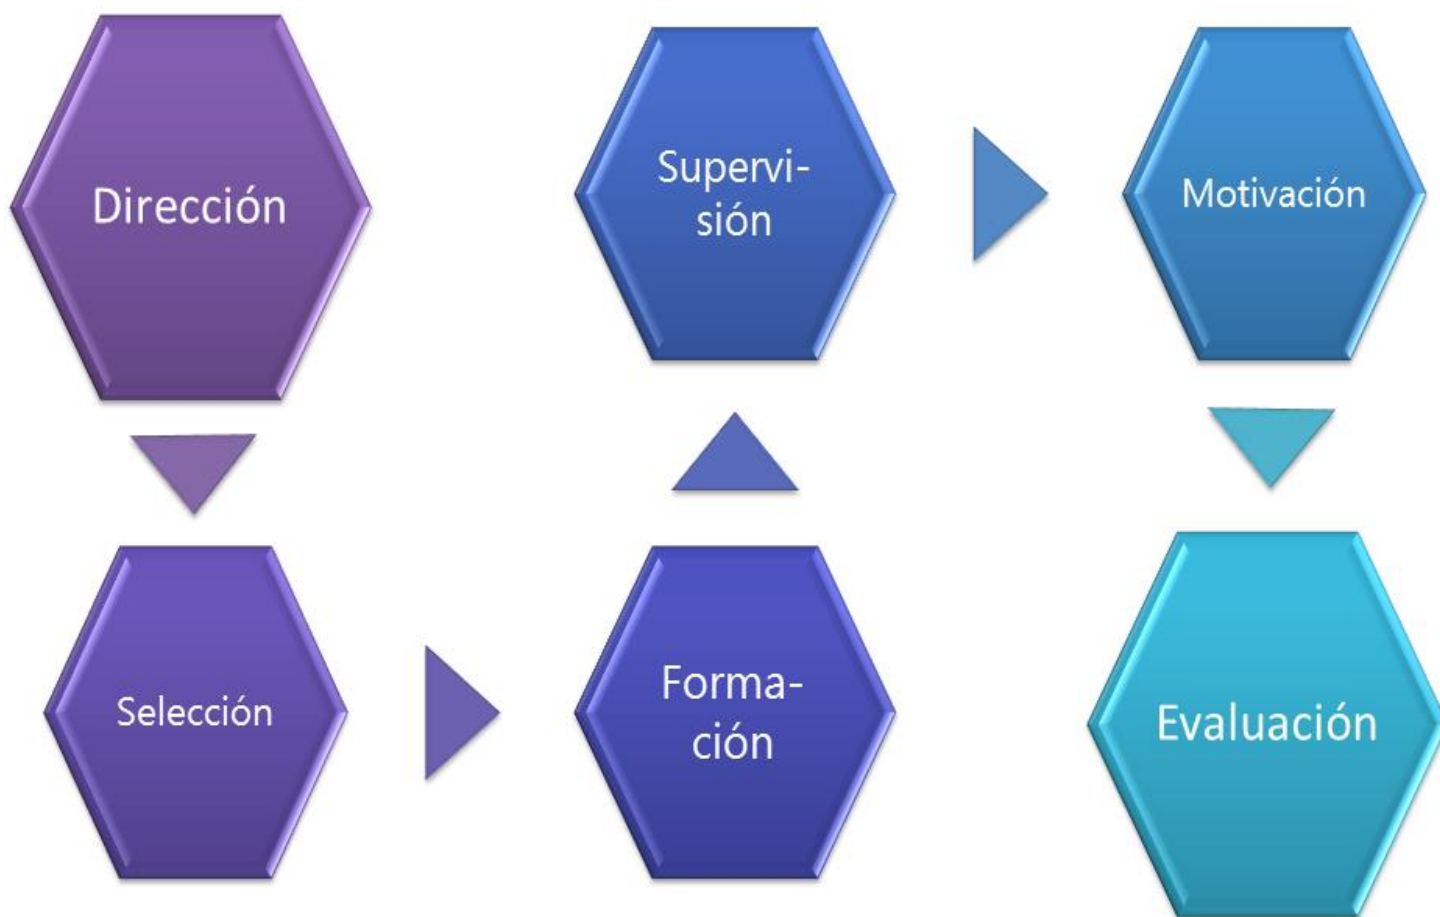 Dirección
Selección
Forma-
ción
Supervi-
sión
Motivación
Evaluación